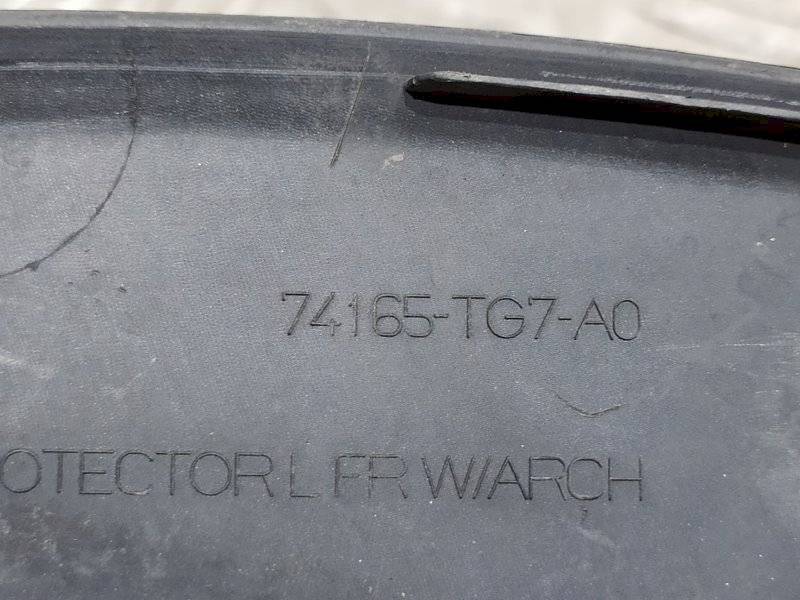 74165-TG7-A0
OTECTOR L FR W/ARCH